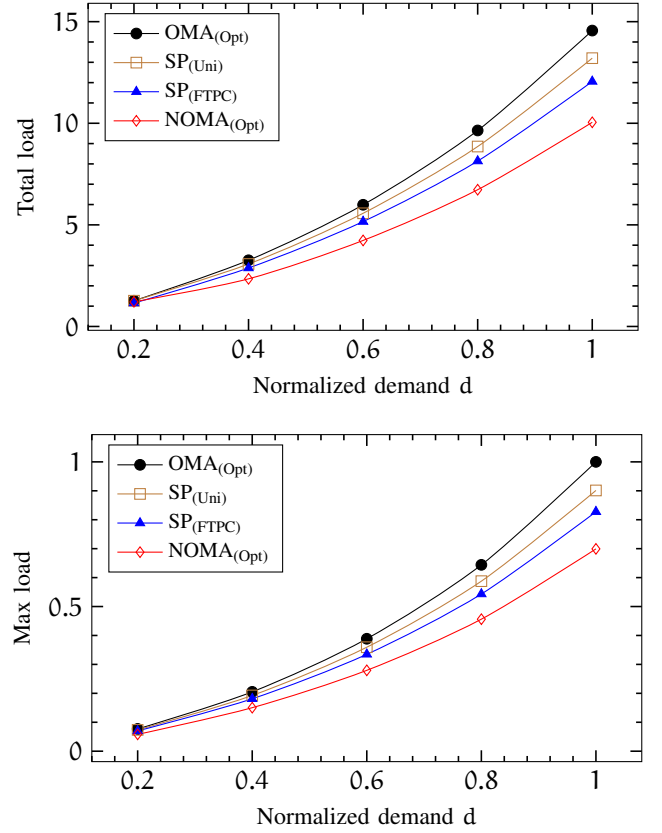 15
10
5
0
Total load
OMA(Opt)
SP(Uni)
SP(FTPC)
NOMA(Opt)
0.2 0.4 0.6 0.8 1
Normalized demand d
1
0.5
0
Max load
OMA(Opt)
SP(Uni)
SP(FTPC)
NOMA(Opt)
0.2 0.4 0.6 0.8 1
Normalized demand d